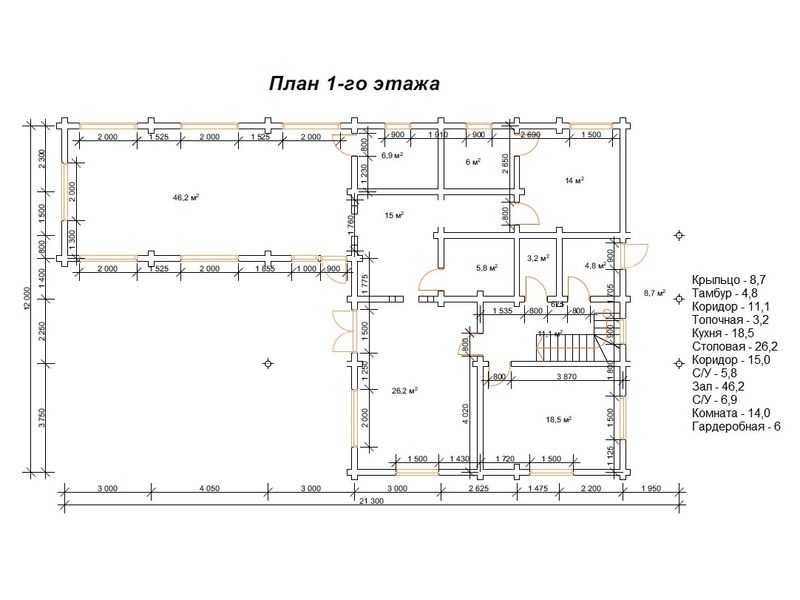 План 1-го этажа
2 000 1 525 2 000 1 525 2 000 900 1 910 900 2 690 1 500
2 300
2 000
800
1 230
6,9 м²
6 м²
2 650
14 м²
46,2 м²
1 500
1 300
1 760
15 м²
800
800
2 000 1 525 2 000 1 855 1 000 900
1 400
1 775
5,8 м²
3,2 м²
4,8 м²
900
8,7 м²
1 705
12 000
2 250
1 500
1 535 800 675 800
11,1 м²
900
800
1 250
1 800
800 3 870
26,2 м²
3 750
2 000
4 020
18,5 м²
1 500
1 125
1 500 1 430 1 720 1 500
3 000 4 050 3 000 3 000 2 625 1 475 2 200 1 950
21 300
Крыльцо - 8,7
Тамбур - 4,8
Коридор - 11,1
Топочная - 3,2
Кухня - 18,5
Стоповая - 26,2
Коридор - 15,0
С/У - 5,8
Зал - 46,2
С/У - 6,9
Комната - 14,0
Гардеробная - 6